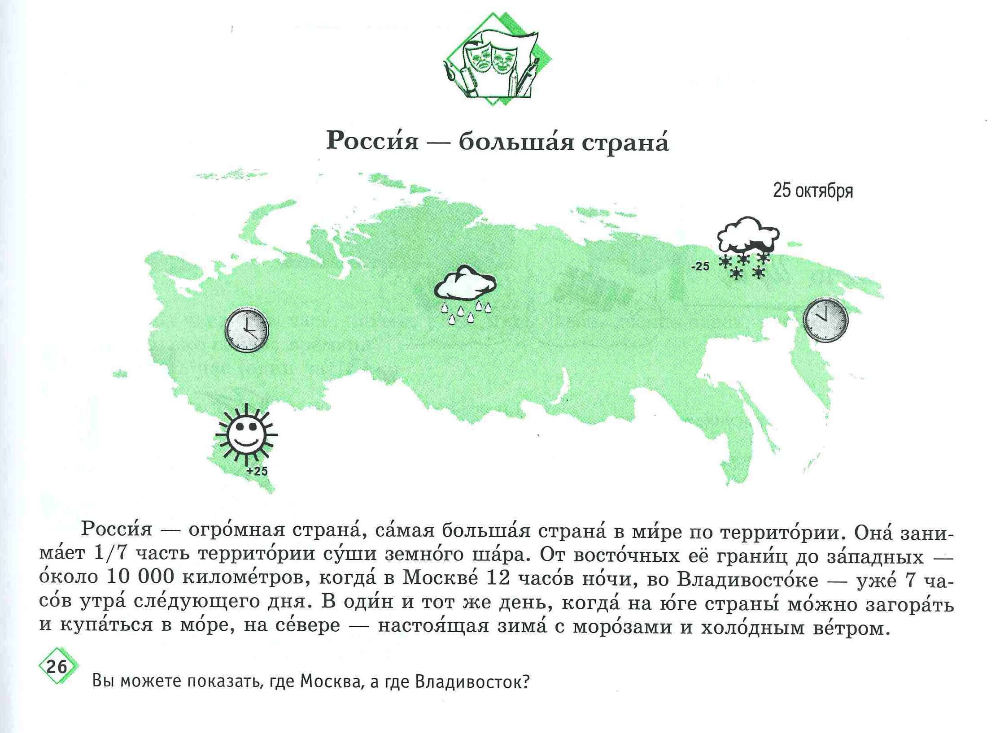 Росси́я — больша́я страна́
25 октября
-25
+25
Росси́я — огро́мная страна́, са́мая больша́я страна́ в ми́ре по террито́рии. Она́ зани-
ма́ет 1/7 часть террито́рии су́ши земно́го ша́ра. От восто́чных её грани́ц до за́падных —
о́коло 10 000 киломе́тров, когда́ в Москве́ 12 часо́в но́чи, во Владивосто́ке — уже́ 7 ча-
со́в утра́ сле́дующего дня. В оди́н и тот же день, когда́ на ю́ге страны́ мо́жно загора́ть
и купа́ться в мо́ре, на се́вере — настоя́щая зима́ с моро́зами и холо́дным ве́тром.
26
Вы можете показать, где Москва, а где Владивосток?